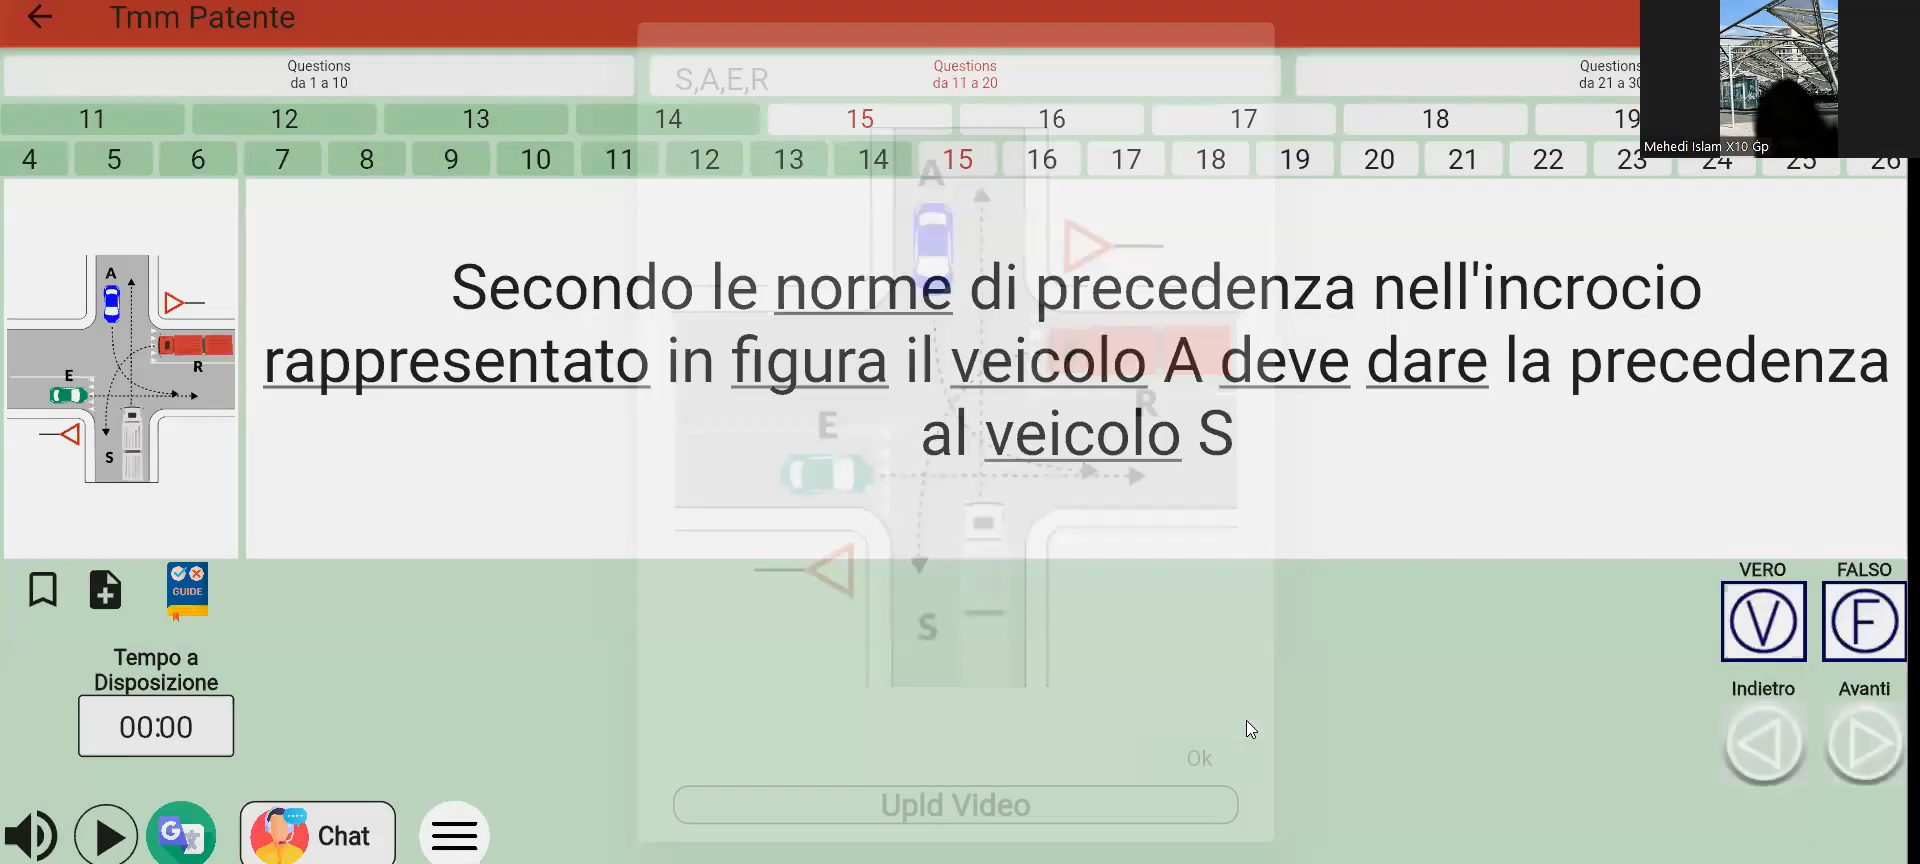 Tmm Patente
Questions
da 1 a 10
S,A,E,R
Questions
da 11 a 20
Questions
da 21 a 30
11 12 13 14 15 16 17 18 19
4 5 6 7 8 9 10 11 12 13 14 15 16 17 18 19 20 21 22 23 24 25 26
Mehedi Islam X10 Gp
A
R
E
S
A
R
E
S
Secondo le norme di precedenza nell'incrocio
rappresentato in figura il veicolo A deve dare la precedenza
al veicolo S
GUIDE
VERO
V
FALSO
F
Tempo a
Disposizione
00:00
Indietro
Avanti
Ok
Upld Video
G
Chat